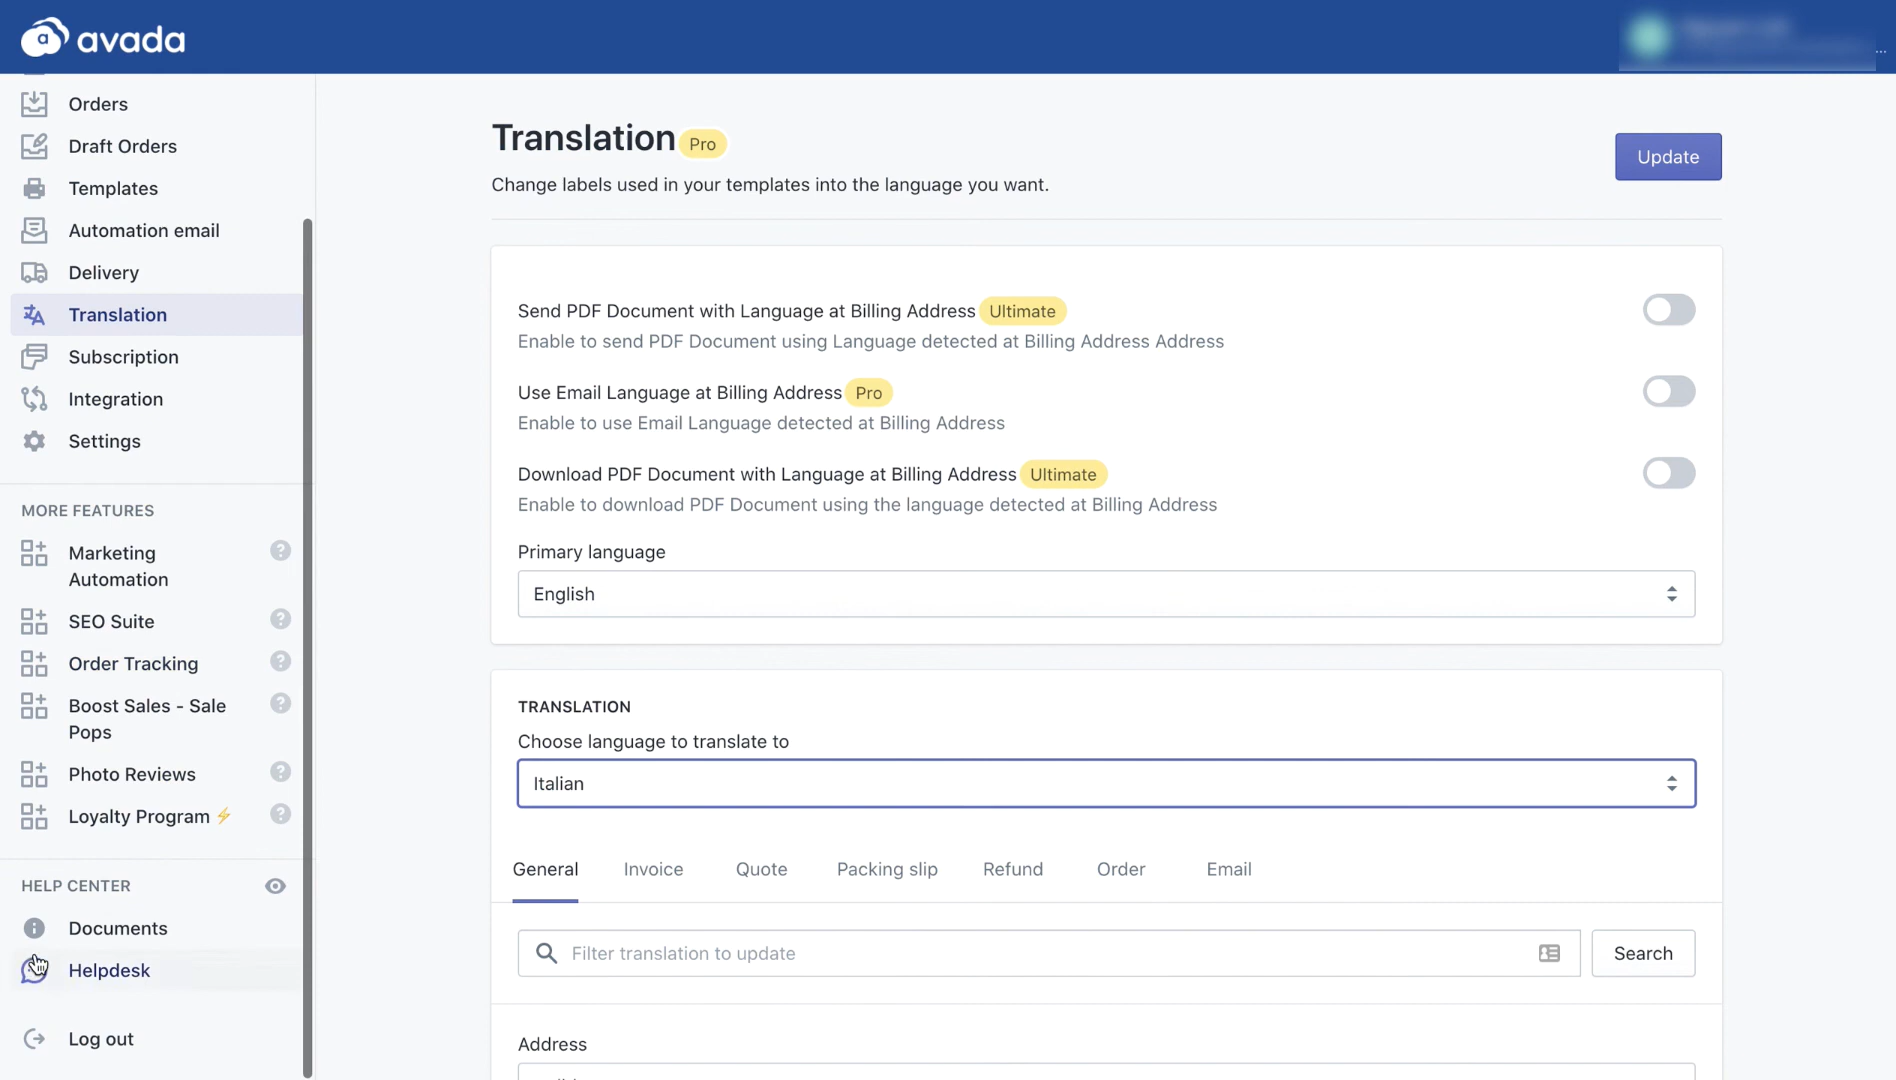 avada
...
Orders
Draft Orders
Templates
Automation email
Delivery
Translation
Subscription
Integration
Settings
MORE FEATURES
Marketing
Automation
SEO Suite
Order Tracking
Boost Sales - Sale
Pops
Photo Reviews
Loyalty Program⚡
HELP CENTER
Documents
Helpdesk
Log out
Translation Pro
Update
Change labels used in your templates into the language you want.
Send PDF Document with Language at Billing Address Ultimate
Enable to send PDF Document using Language detected at Billing Address Address
Use Email Language at Billing Address Pro
Enable to use Email Language detected at Billing Address
Download PDF Document with Language at Billing Address Ultimate
Enable to download PDF Document using the language detected at Billing Address
Primary language
English
TRANSLATION
Choose language to translate to
Italian
General Invoice Quote Packing slip Refund Order Email
Filter translation to update
Search
Address